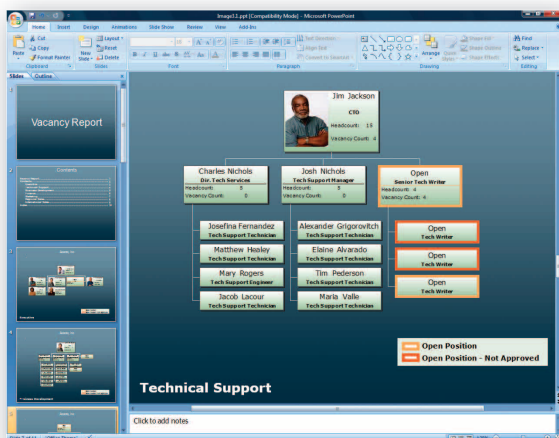 Image11.ppt [Compatibility Mode] - Microsoft PowerPoint
Home Insert Design Animations Slide Show Review View Add-Ins
Paste
Cut
Copy
Format Painter
Clipboard
New Slide
Layout
Reset
Delete
Slides
Font
Paragraph
Arrange
Drawing
Find
Replace
Select
Editing
Slides Outline
Vacancy Report
Contents
Jim Jackson
CTO
Headcount: 15
Vacancy Count: 4
Charles Nichols
Dir. Tech Services
Headcount: 5
Vacancy Count: 0
Josh Nichols
Tech Support Manager
Headcount: 5
Vacancy Count: 0
Open
Senior Tech Writer
Headcount: 4
Vacancy Count: 4
Josefina Fernandez
Tech Support Technician
Matthew Healey
Tech Support Technician
Mary Rogers
Tech Support Engineer
Jacob Lacour
Tech Support Technician
Alexander Grigorovitch
Tech Support Technician
Elaine Alvarado
Tech Support Technician
Tim Pederson
Tech Support Technician
Maria Valle
Tech Support Technician
Open
Tech Writer
Open
Tech Writer
Open
Tech Writer
Open Position
Open Position - Not Approved
Technical Support
Click to add notes